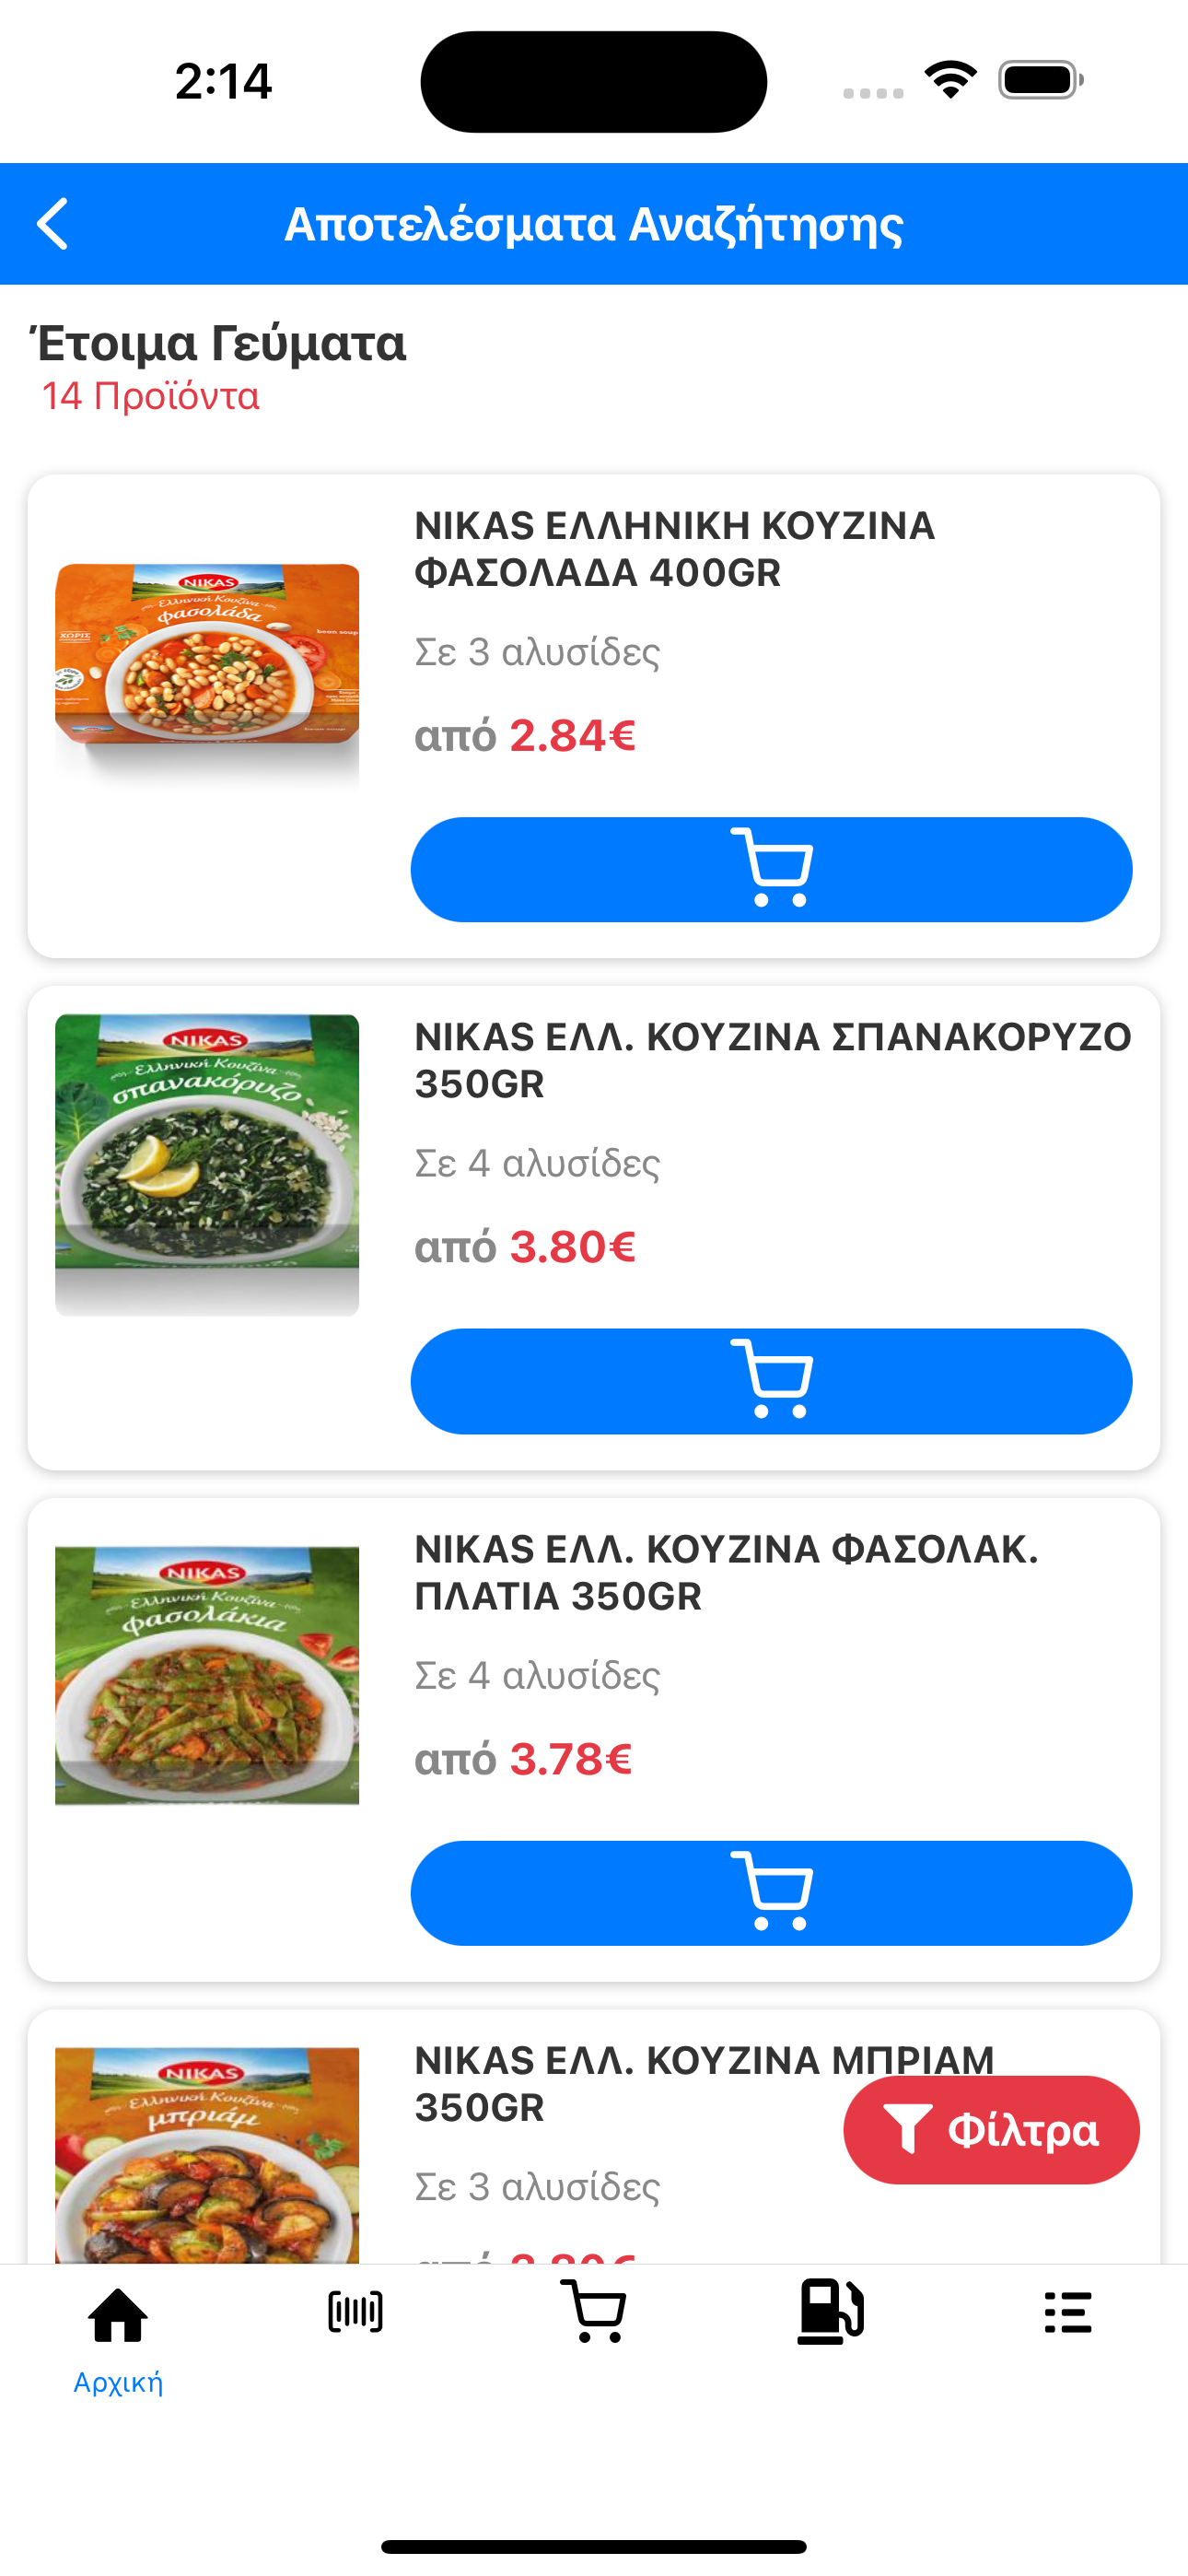 2:14
Αποτελέσματα Αναζήτησης
Έτοιμα Γεύματα
14 Προϊόντα
NIKAS ΕΛΛΗΝΙΚΗ ΚΟΥΖΙΝΑ
ΦΑΣΟΛΑΔΑ 400GR
Σε 3 αλυσίδες
από 2.84€
NIKAS
Ελληνική Κουζίνα
φασολάδα
ΧΩΡΙΣ
bean soup
NIKAS ΕΛΛ. ΚΟΥΖΙΝΑ ΣΠΑΝΑΚΟΡΥΖΟ
350GR
Σε 4 αλυσίδες
από 3.80€
NIKAS
Ελληνική Κουζίνα
σπανακόρυζο
NIKAS ΕΛΛ. ΚΟΥΖΙΝΑ ΦΑΣΟΛΑΚ.
ΠΛΑΤΙΑ 350GR
Σε 4 αλυσίδες
από 3.78€
NIKAS
Ελληνική Κουζίνα
φασολάκια
NIKAS ΕΛΛ. ΚΟΥΖΙΝΑ ΜΠΡΙΑΜ
350GR
Σε 3 αλυσίδες
NIKAS
Ελληνική Κουζίνα
μπριάμ
Φίλτρα
Αρχική